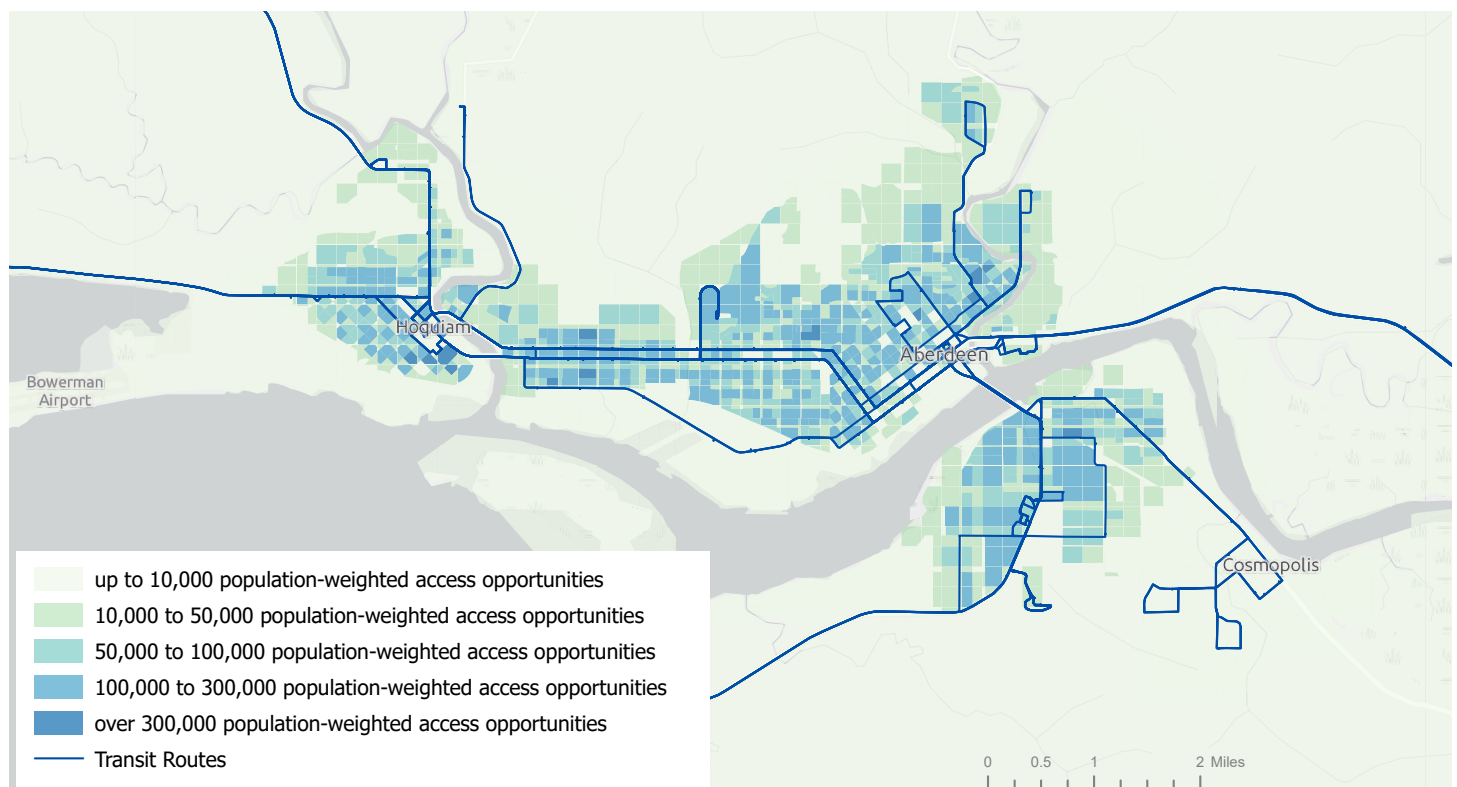 Hoquiam
Aberdeen
Bowerman
Airport
Cosmopolis
up to 10,000 population-weighted access opportunities
10,000 to 50,000 population-weighted access opportunities
50,000 to 100,000 population-weighted access opportunities
100,000 to 300,000 population-weighted access opportunities
over 300,000 population-weighted access opportunities
Transit Routes
0 0.5 1 2 Miles